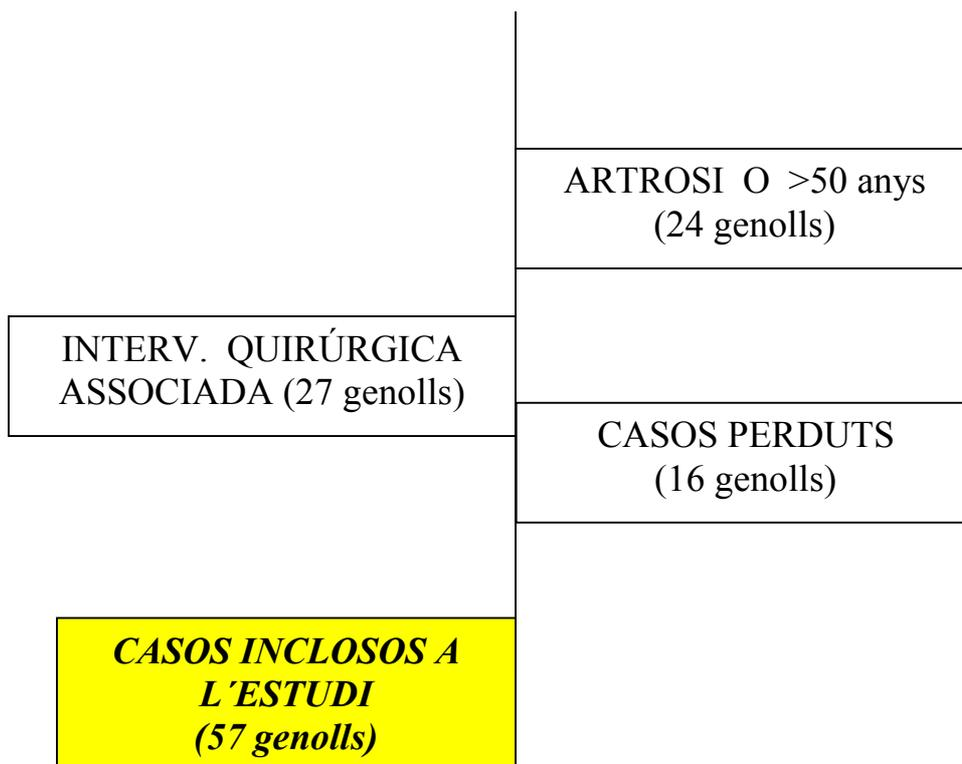 ARTROSI O >50 anys
(24 genolls)
INTERV. QUIRÚRGICA
ASSOCIADA (27 genolls)
CASOS PERDUTS
(16 genolls)
CASOS INCLOSOS A
L´ESTUDI
(57 genolls)